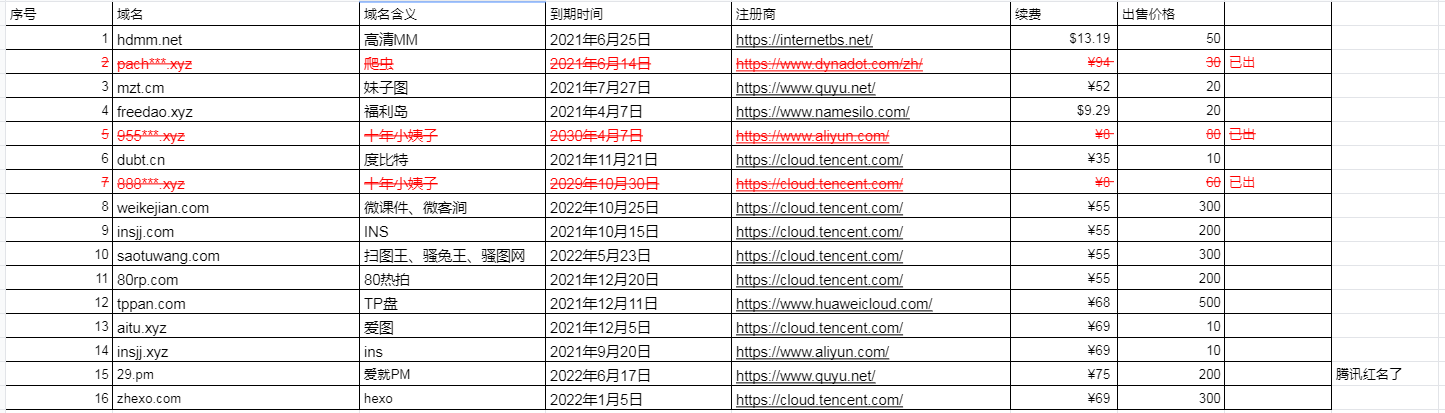 序号 域名 域名含义 到期时间 注册商 续费 出售价格
1 hdmm.net 高清MM 2021年6月25日 https://internetbs.net/ $13.19 50
2 pach***.xyz 爬虫 2021年6月14日 https://www.dynadot.com/zh/ ¥94 30 已出
3 mzt.cm 妹子图 2021年7月27日 https://www.quyu.net/ ¥52 20
4 freedao.xyz 福利岛 2021年4月7日 https://www.namesilo.com/ $9.29 20
5 955***.xyz 十年小姨子 2030年4月7日 https://www.aliyun.com/ ¥0 80 已出
6 dubt.cn 度比特 2021年11月21日 https://cloud.tencent.com/ ¥35 10
7 888***.xyz 十年小姨子 2029年10月30日 https://cloud.tencent.com/ ¥0 60 已出
8 weikejian.com 微课件、微客涧 2022年10月25日 https://cloud.tencent.com/ ¥55 300
9 insjj.com INS 2021年10月15日 https://cloud.tencent.com/ ¥55 200
10 saotuwang.com 扫图王、骚兔王、骚图网 2022年5月23日 https://cloud.tencent.com/ ¥55 300
11 80rp.com 80热拍 2021年12月20日 https://cloud.tencent.com/ ¥55 200
12 tppan.com TP盘 2021年12月11日 https://www.huaweicloud.com/ ¥68 500
13 aitu.xyz 爱图 2021年12月5日 https://cloud.tencent.com/ ¥69 10
14 insjj.xyz ins 2021年9月20日 https://www.aliyun.com/ ¥69 10
15 29.pm 爱就PM 2022年6月17日 https://www.quyu.net/ ¥75 200 腾讯红名了
16 zhexo.com hexo 2022年1月5日 https://cloud.tencent.com/ ¥69 300